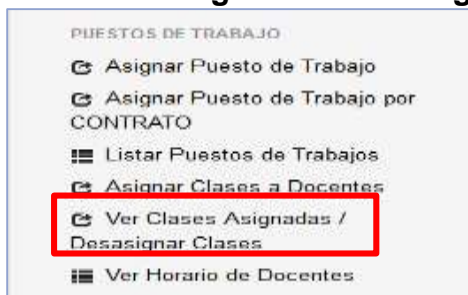 PUESTOS DE TRABAJO
Asignar Puesto de Trabajo
Asignar Puesto de Trabajo por
CONTRATO
Listar Puestos de Trabajos
Asignar Clases a Docentes
Ver Clases Asignadas /
Desasignar Clases
Ver Horario de Docentes